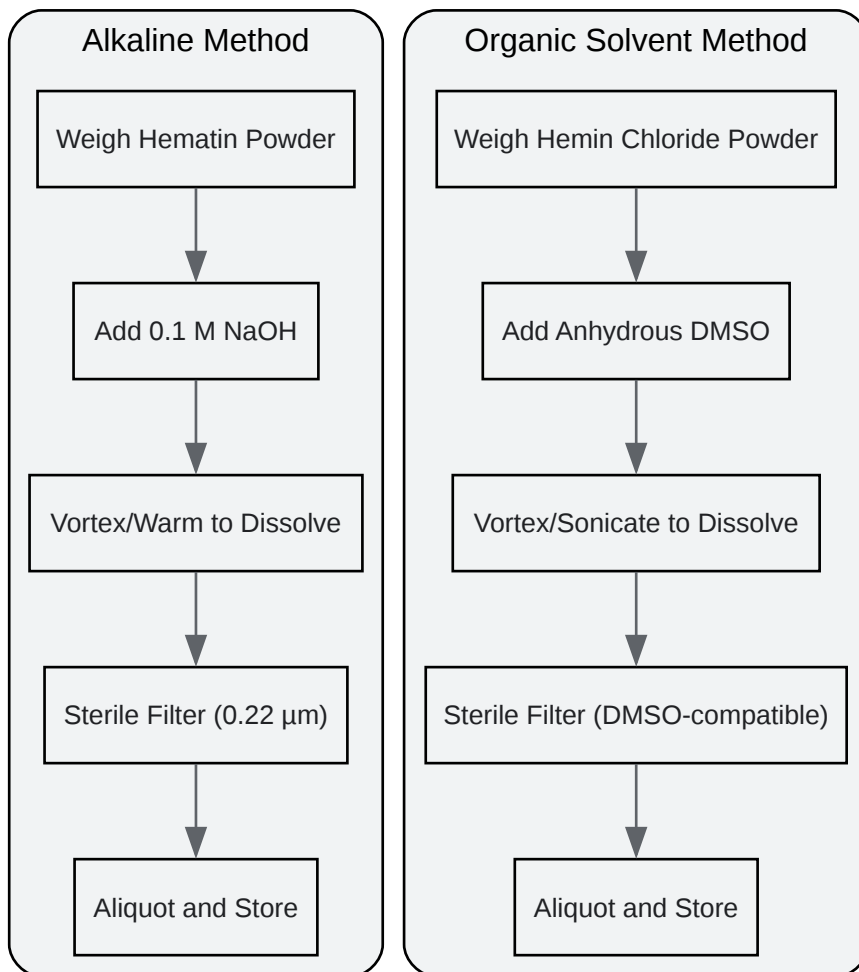 Alkaline Method
Weigh Hematin Powder
Add 0.1 M NaOH
Vortex/Warm to Dissolve
Sterile Filter (0.22 µm)
Aliquot and Store
Organic Solvent Method
Weigh Hemin Chloride Powder
Add Anhydrous DMSO
Vortex/Sonicate to Dissolve
Sterile Filter (DMSO-compatible)
Aliquot and Store